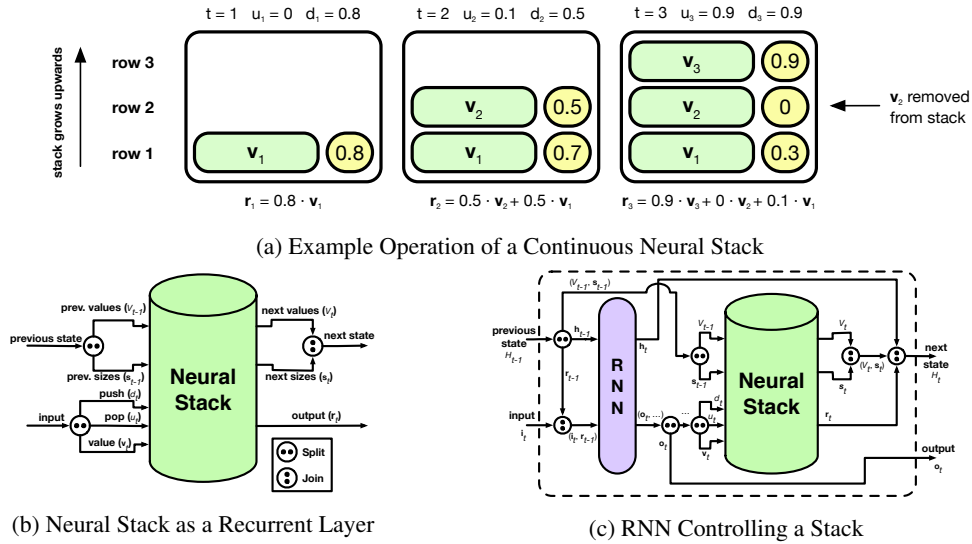 t = 1 u₁ = 0 d₁ = 0.8
t = 2 u₂ = 0.1 d₂ = 0.5
t = 3 u₃ = 0.9 d₃ = 0.9
stack grows upwards
row 3
row 2
row 1
v₁ 0.8
v₂ 0.5
v₁ 0.7
v₃ 0.9
v₂ 0
v₁ 0.3
v₂ removed
from stack
r₁ = 0.8 · v₁
r₂ = 0.5 · v₂ + 0.5 · v₁
r₃ = 0.9 · v₃ + 0 · v₂ + 0.1 · v₁
(a) Example Operation of a Continuous Neural Stack
prev. values (Vₜ₋₁)
previous state
prev. sizes (sₜ₋₁)
input
push (dₜ)
pop (uₜ)
value (vₜ)
Neural
Stack
next values (Vₜ)
next state
next sizes (sₜ)
output (rₜ)
Split
Join
(b) Neural Stack as a Recurrent Layer
(Vₜ₋₁, sₜ₋₁)
previous
state
Hₜ₋₁
hₜ₋₁
rₜ₋₁
input
iₜ
(iₜ, rₜ₋₁)
R
N
N
hₜ
(oₜ, ...)
oₜ
...
Vₜ₋₁
sₜ₋₁
dₜ
uₜ
vₜ
Neural
Stack
Vₜ
sₜ
(Vₜ, sₜ)
rₜ
next
state
Hₜ
output
oₜ
(c) RNN Controlling a Stack